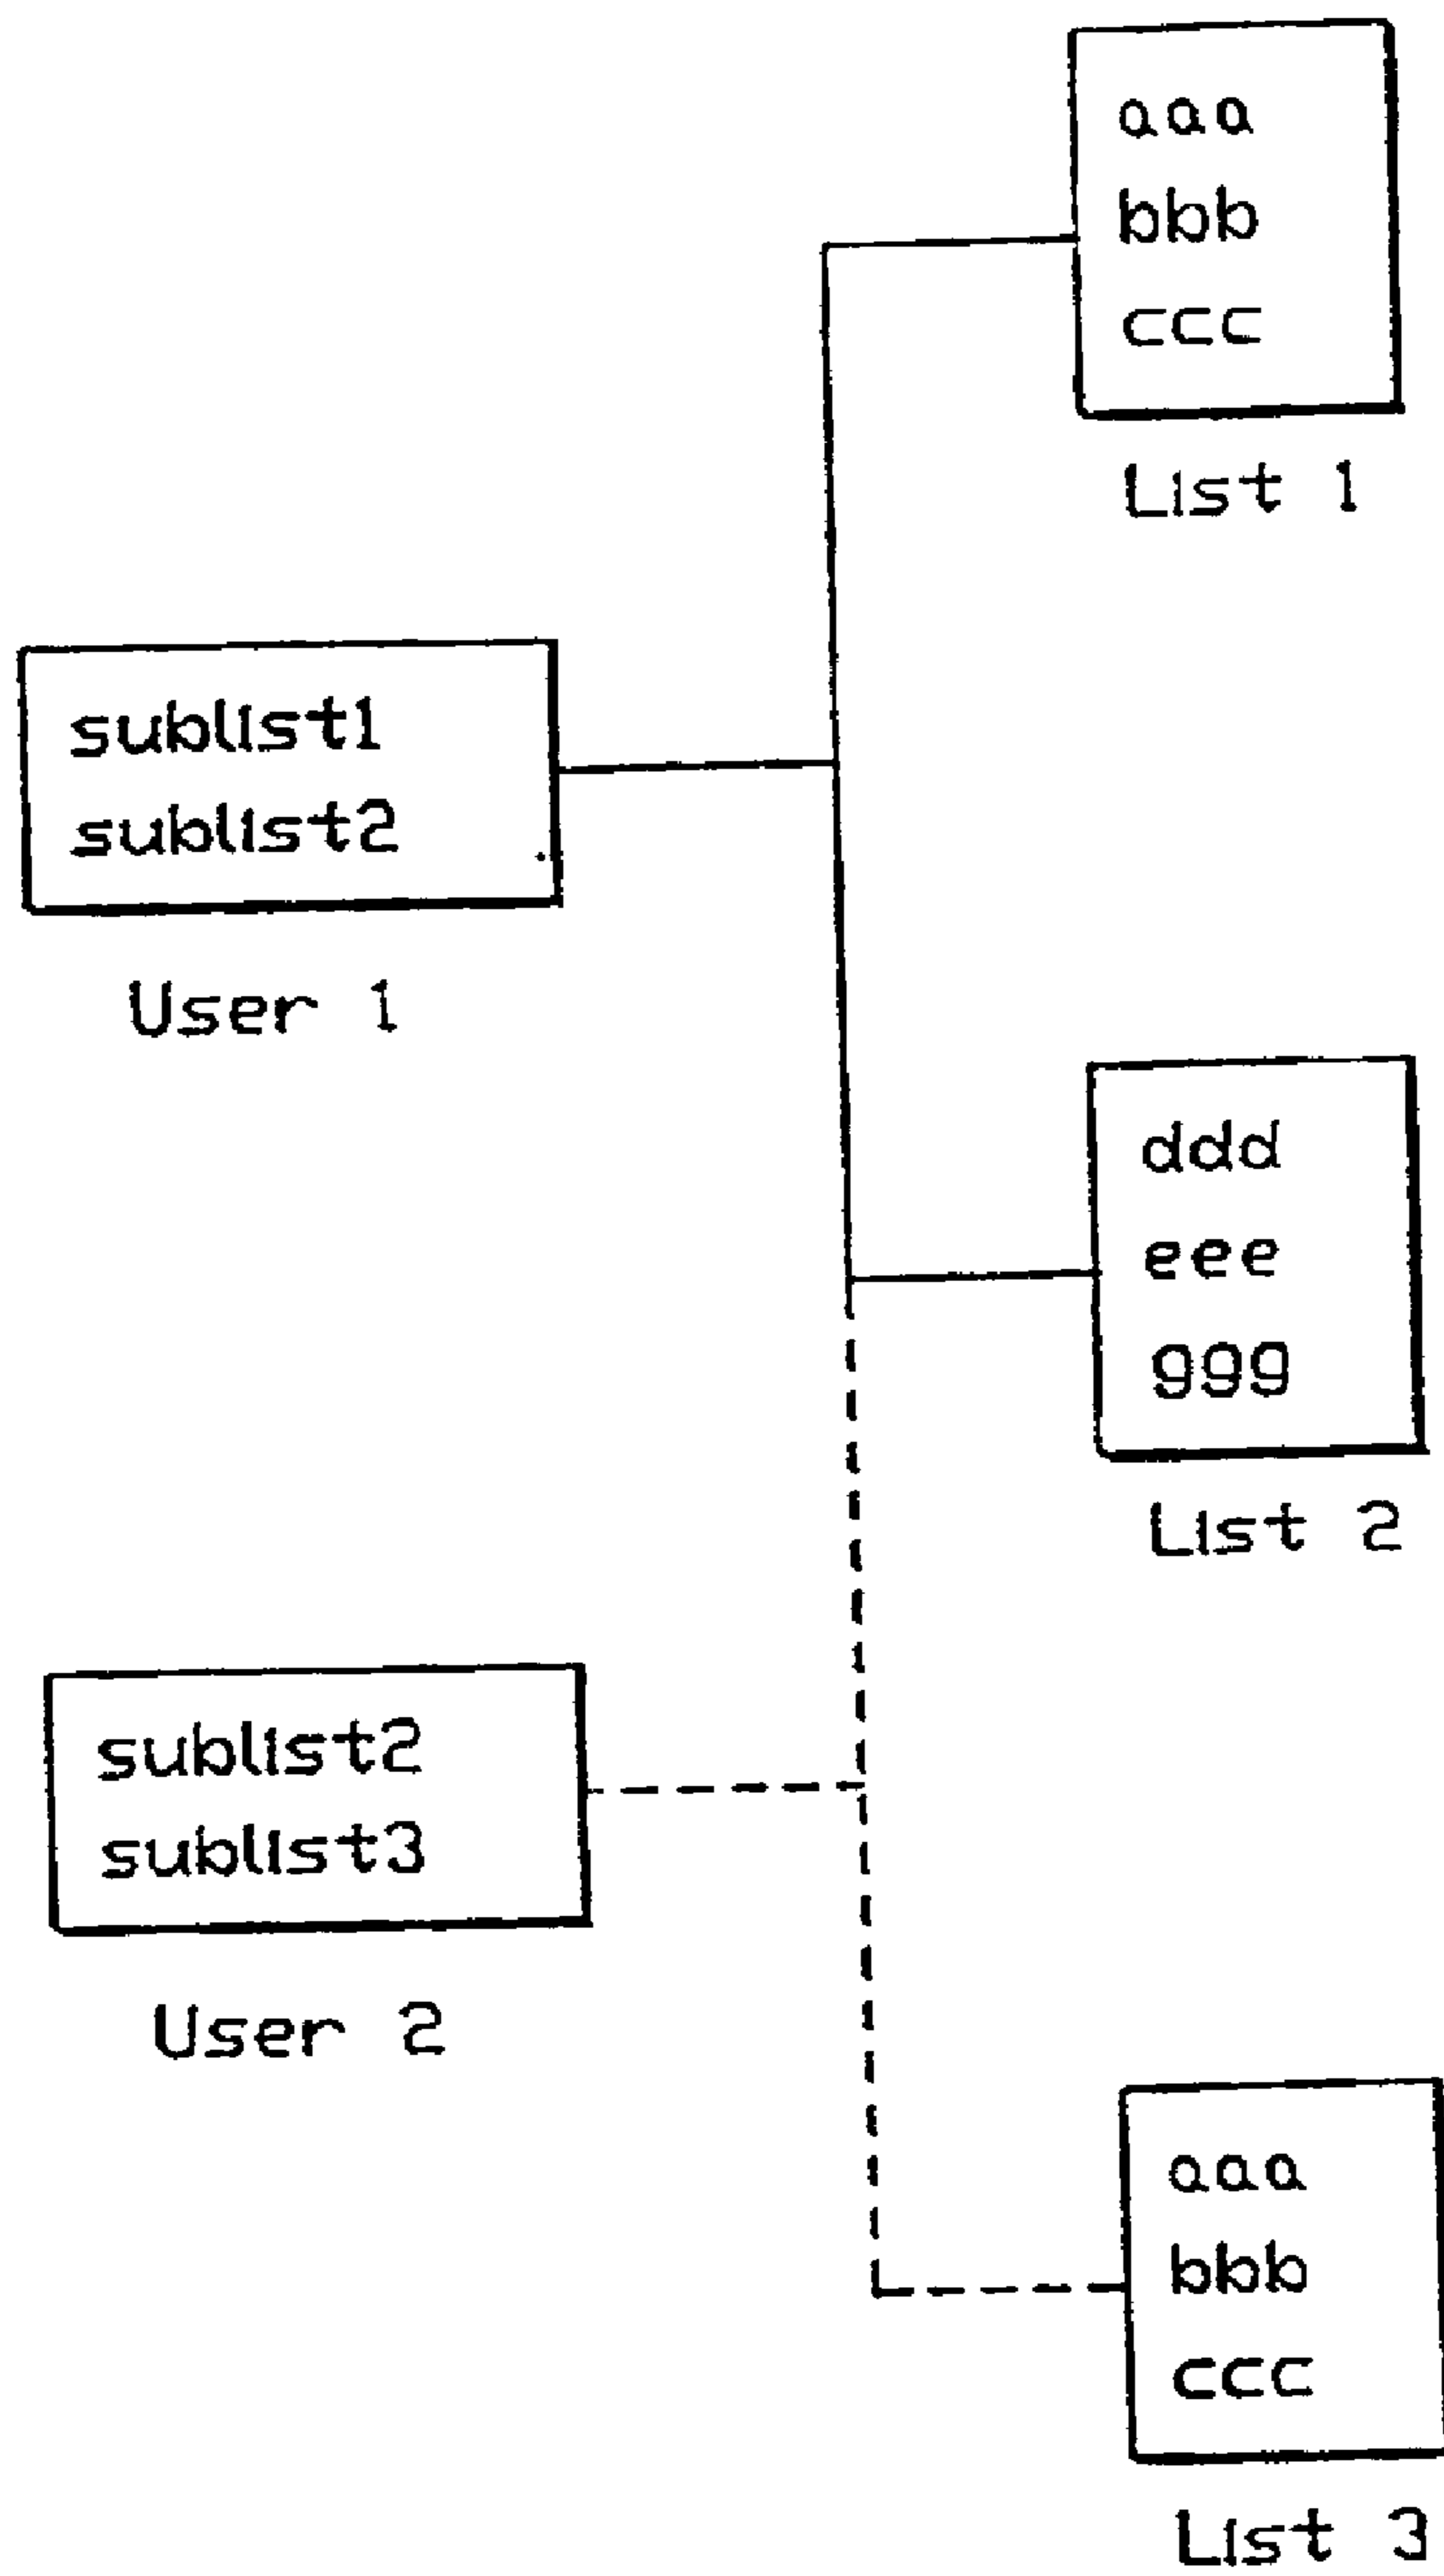 aaa
bbb
ccc
List 1
sublist1
sublist2
User 1
ddd
eee
ggg
List 2
sublist2
sublist3
User 2
aaa
bbb
ccc
List 3